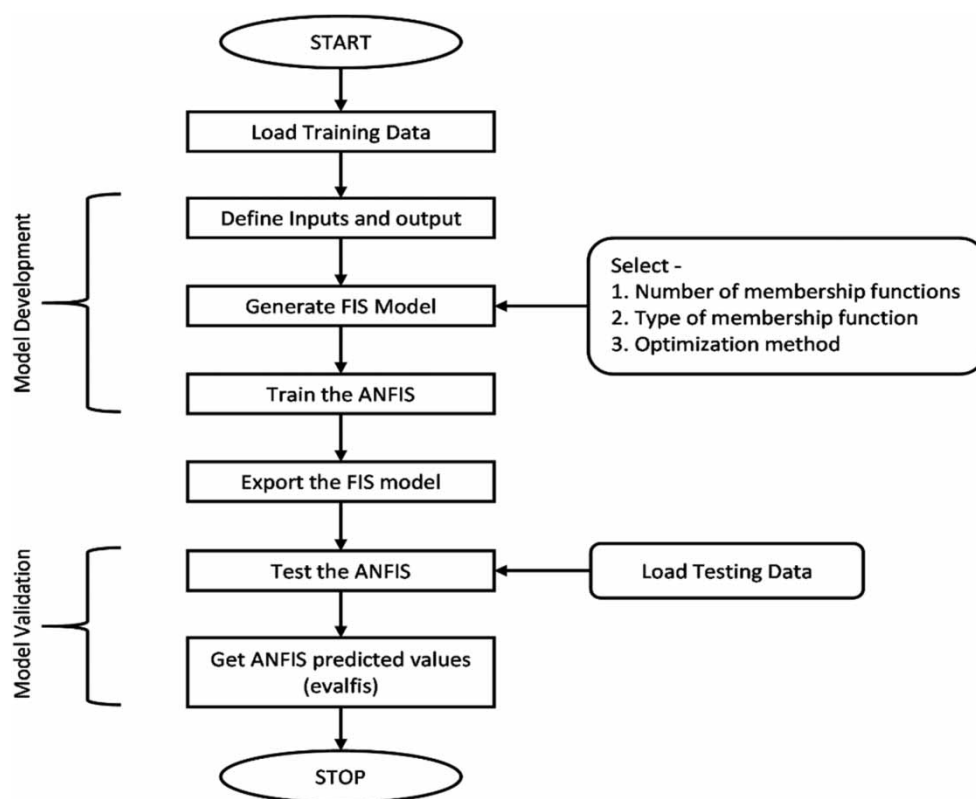 START
Load Training Data
Model Development
Define Inputs and output
Generate FIS Model
Select -
1. Number of membership functions
2. Type of membership function
3. Optimization method
Train the ANFIS
Export the FIS model
Model Validation
Test the ANFIS
Load Testing Data
Get ANFIS predicted values
(evalfis)
STOP